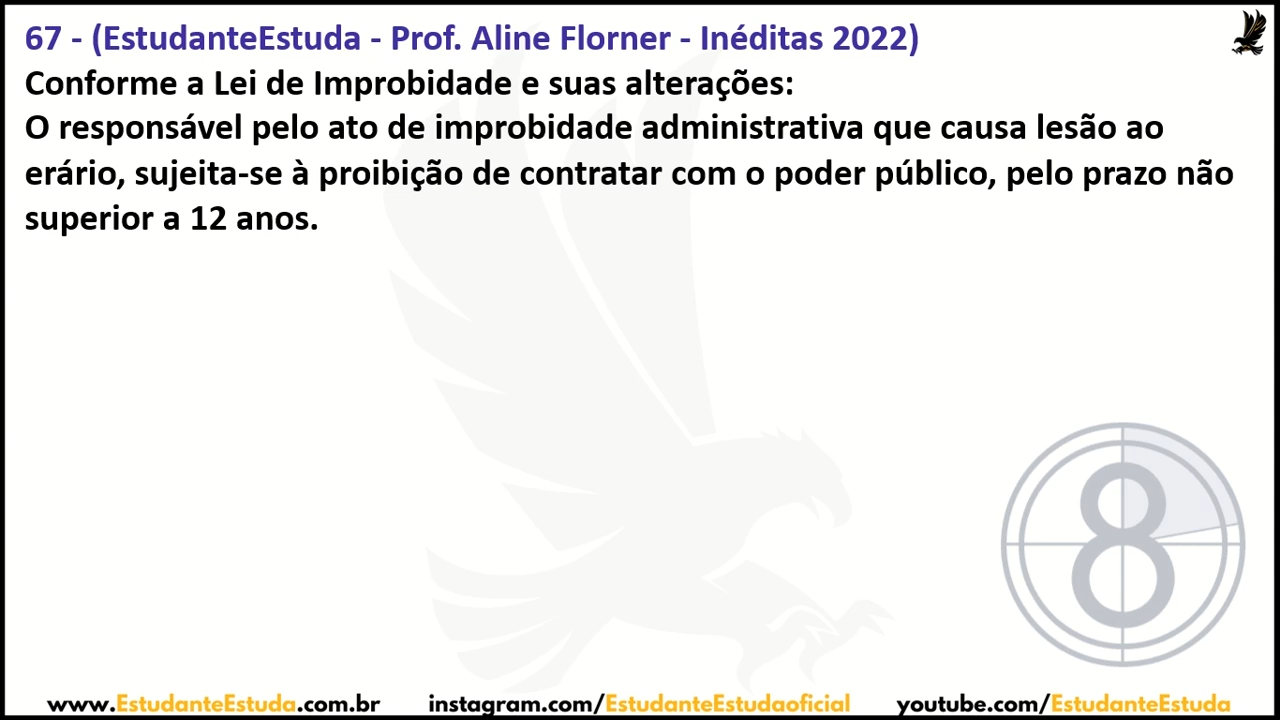 67 - (EstudanteEstuda - Prof. Aline Florner - Inéditas 2022)
Conforme a Lei de Improbidade e suas alterações:
O responsável pelo ato de improbidade administrativa que causa lesão ao
erário, sujeita-se à proibição de contratar com o poder público, pelo prazo não
superior a 12 anos.
8
www.EstudanteEstuda.com.br instagram.com/EstudanteEstudaoficial youtube.com/EstudanteEstuda